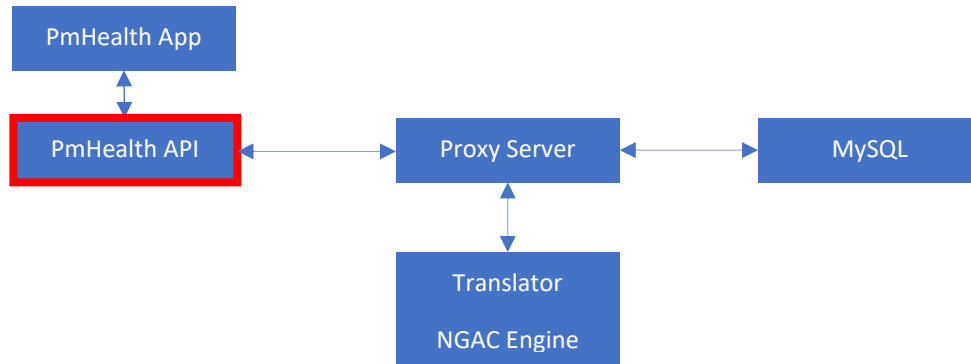 PmHealth App
PmHealth API
Proxy Server
MySQL
Translator
NGAC Engine